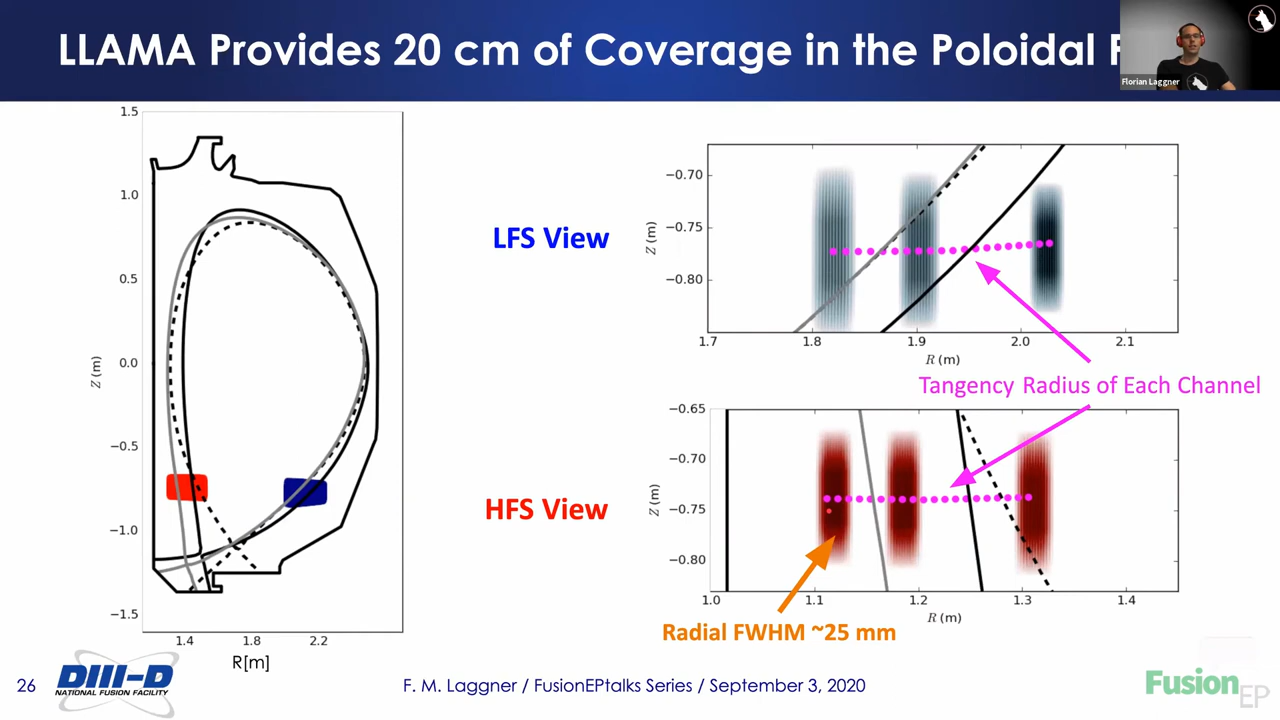 LLAMA Provides 20 cm of Coverage in the Poloidal
Florian Laggner
1.5
1.0
0.5
0.0
−0.5
−1.0
−1.5
Z [m]
1.4 1.8 2.2
R[m]
LFS View
−0.70
−0.75
−0.80
Z (m)
1.7 1.8 1.9 2.0 2.1
R (m)
Tangency Radius of Each Channel
HFS View
−0.65
−0.70
−0.75
−0.80
Z (m)
1.0 1.1 1.2 1.3 1.4
R (m)
Radial FWHM ~25 mm
26
DIII-D
NATIONAL FUSION FACILITY
F. M. Laggner / FusionEPtalks Series / September 3, 2020
Fusion
EP